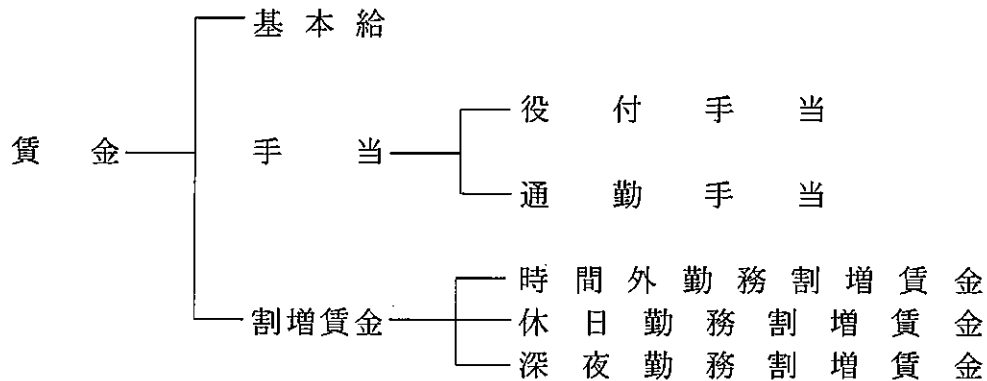 基本給
役付手当
賃金
手当
通勤手当
時間外勤務割増賃金
割増賃金
休日勤務割増賃金
深夜勤務割増賃金